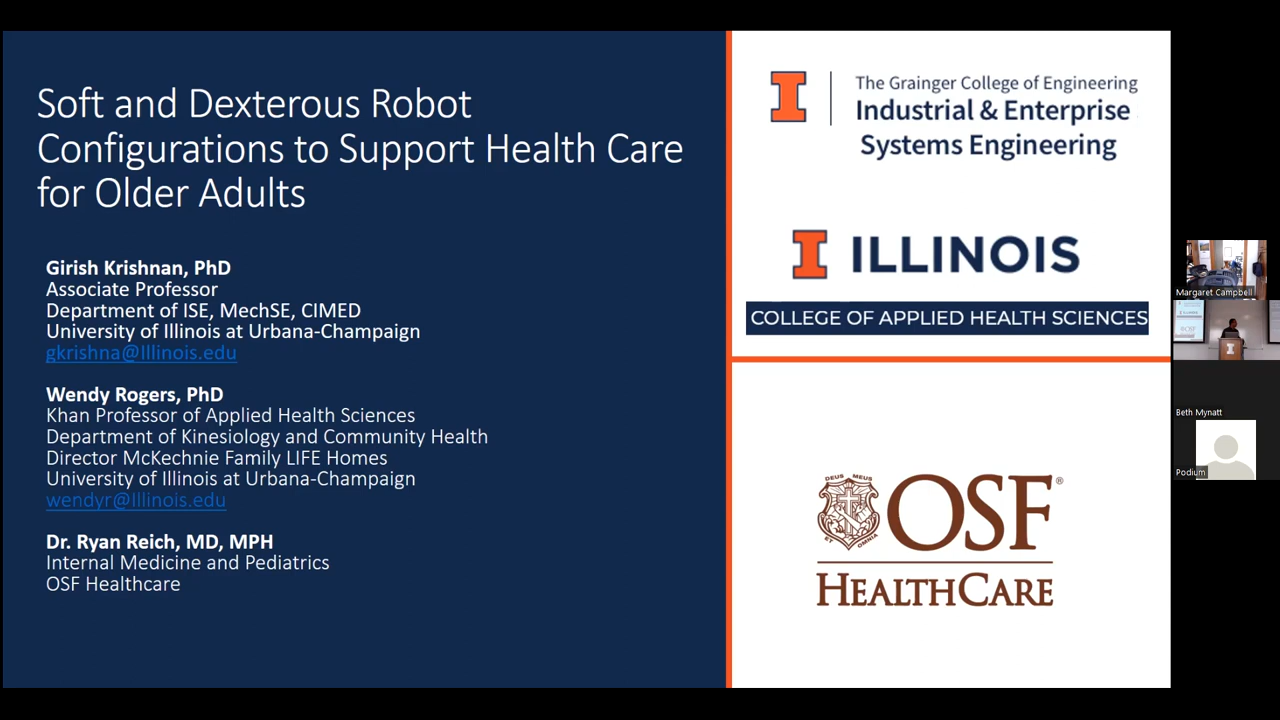 Soft and Dexterous Robot
Configurations to Support Health Care
for Older Adults
Girish Krishnan, PhD
Associate Professor
Department of ISE, MechSE, CIMED
University of Illinois at Urbana-Champaign
gkrishna@Illinois.edu
Wendy Rogers, PhD
Khan Professor of Applied Health Sciences
Department of Kinesiology and Community Health
Director McKechnie Family LIFE Homes
University of Illinois at Urbana-Champaign
wendyr@Illinois.edu
Dr. Ryan Reich, MD, MPH
Internal Medicine and Pediatrics
OSF Healthcare
The Grainger College of Engineering
Industrial & Enterprise
Systems Engineering
ILLINOIS
COLLEGE OF APPLIED HEALTH SCIENCES
DEUS MEUS
ET OMNIA
OSF®
HEALTHCARE
Margaret Campbell
Beth Mynatt
Podium